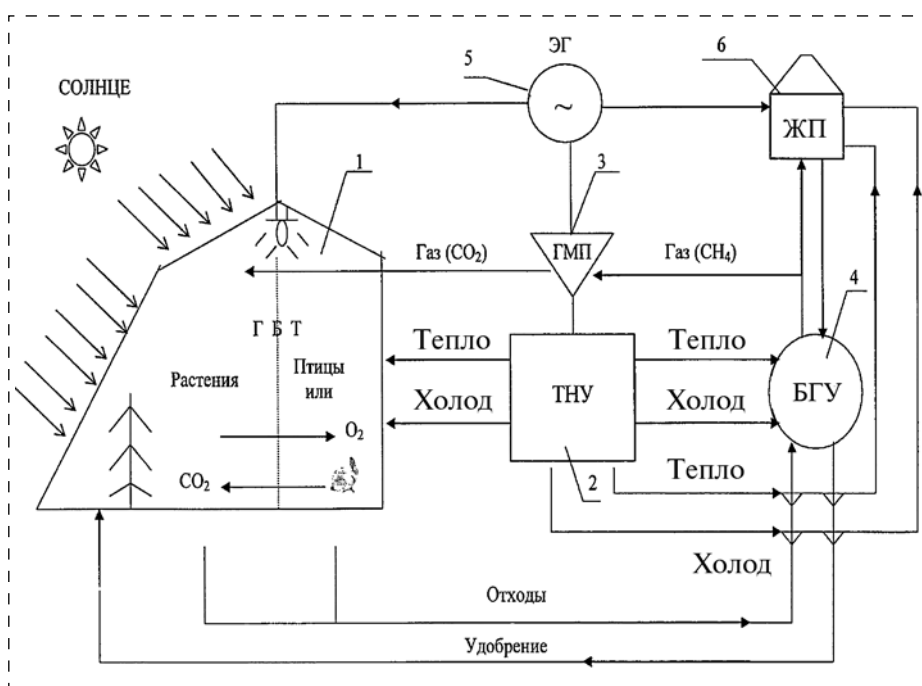 ЭГ
5
6
СОЛНЦЕ
~
ЖП
1
3
Газ (CO₂)
ГМП
Газ (CH₄)
4
Г Б Т
Тепло
Тепло
Растения
Птицы
или
ТНУ
БГУ
Холод
Холод
O₂
CO₂
2
Тепло
Холод
Отходы
Удобрение